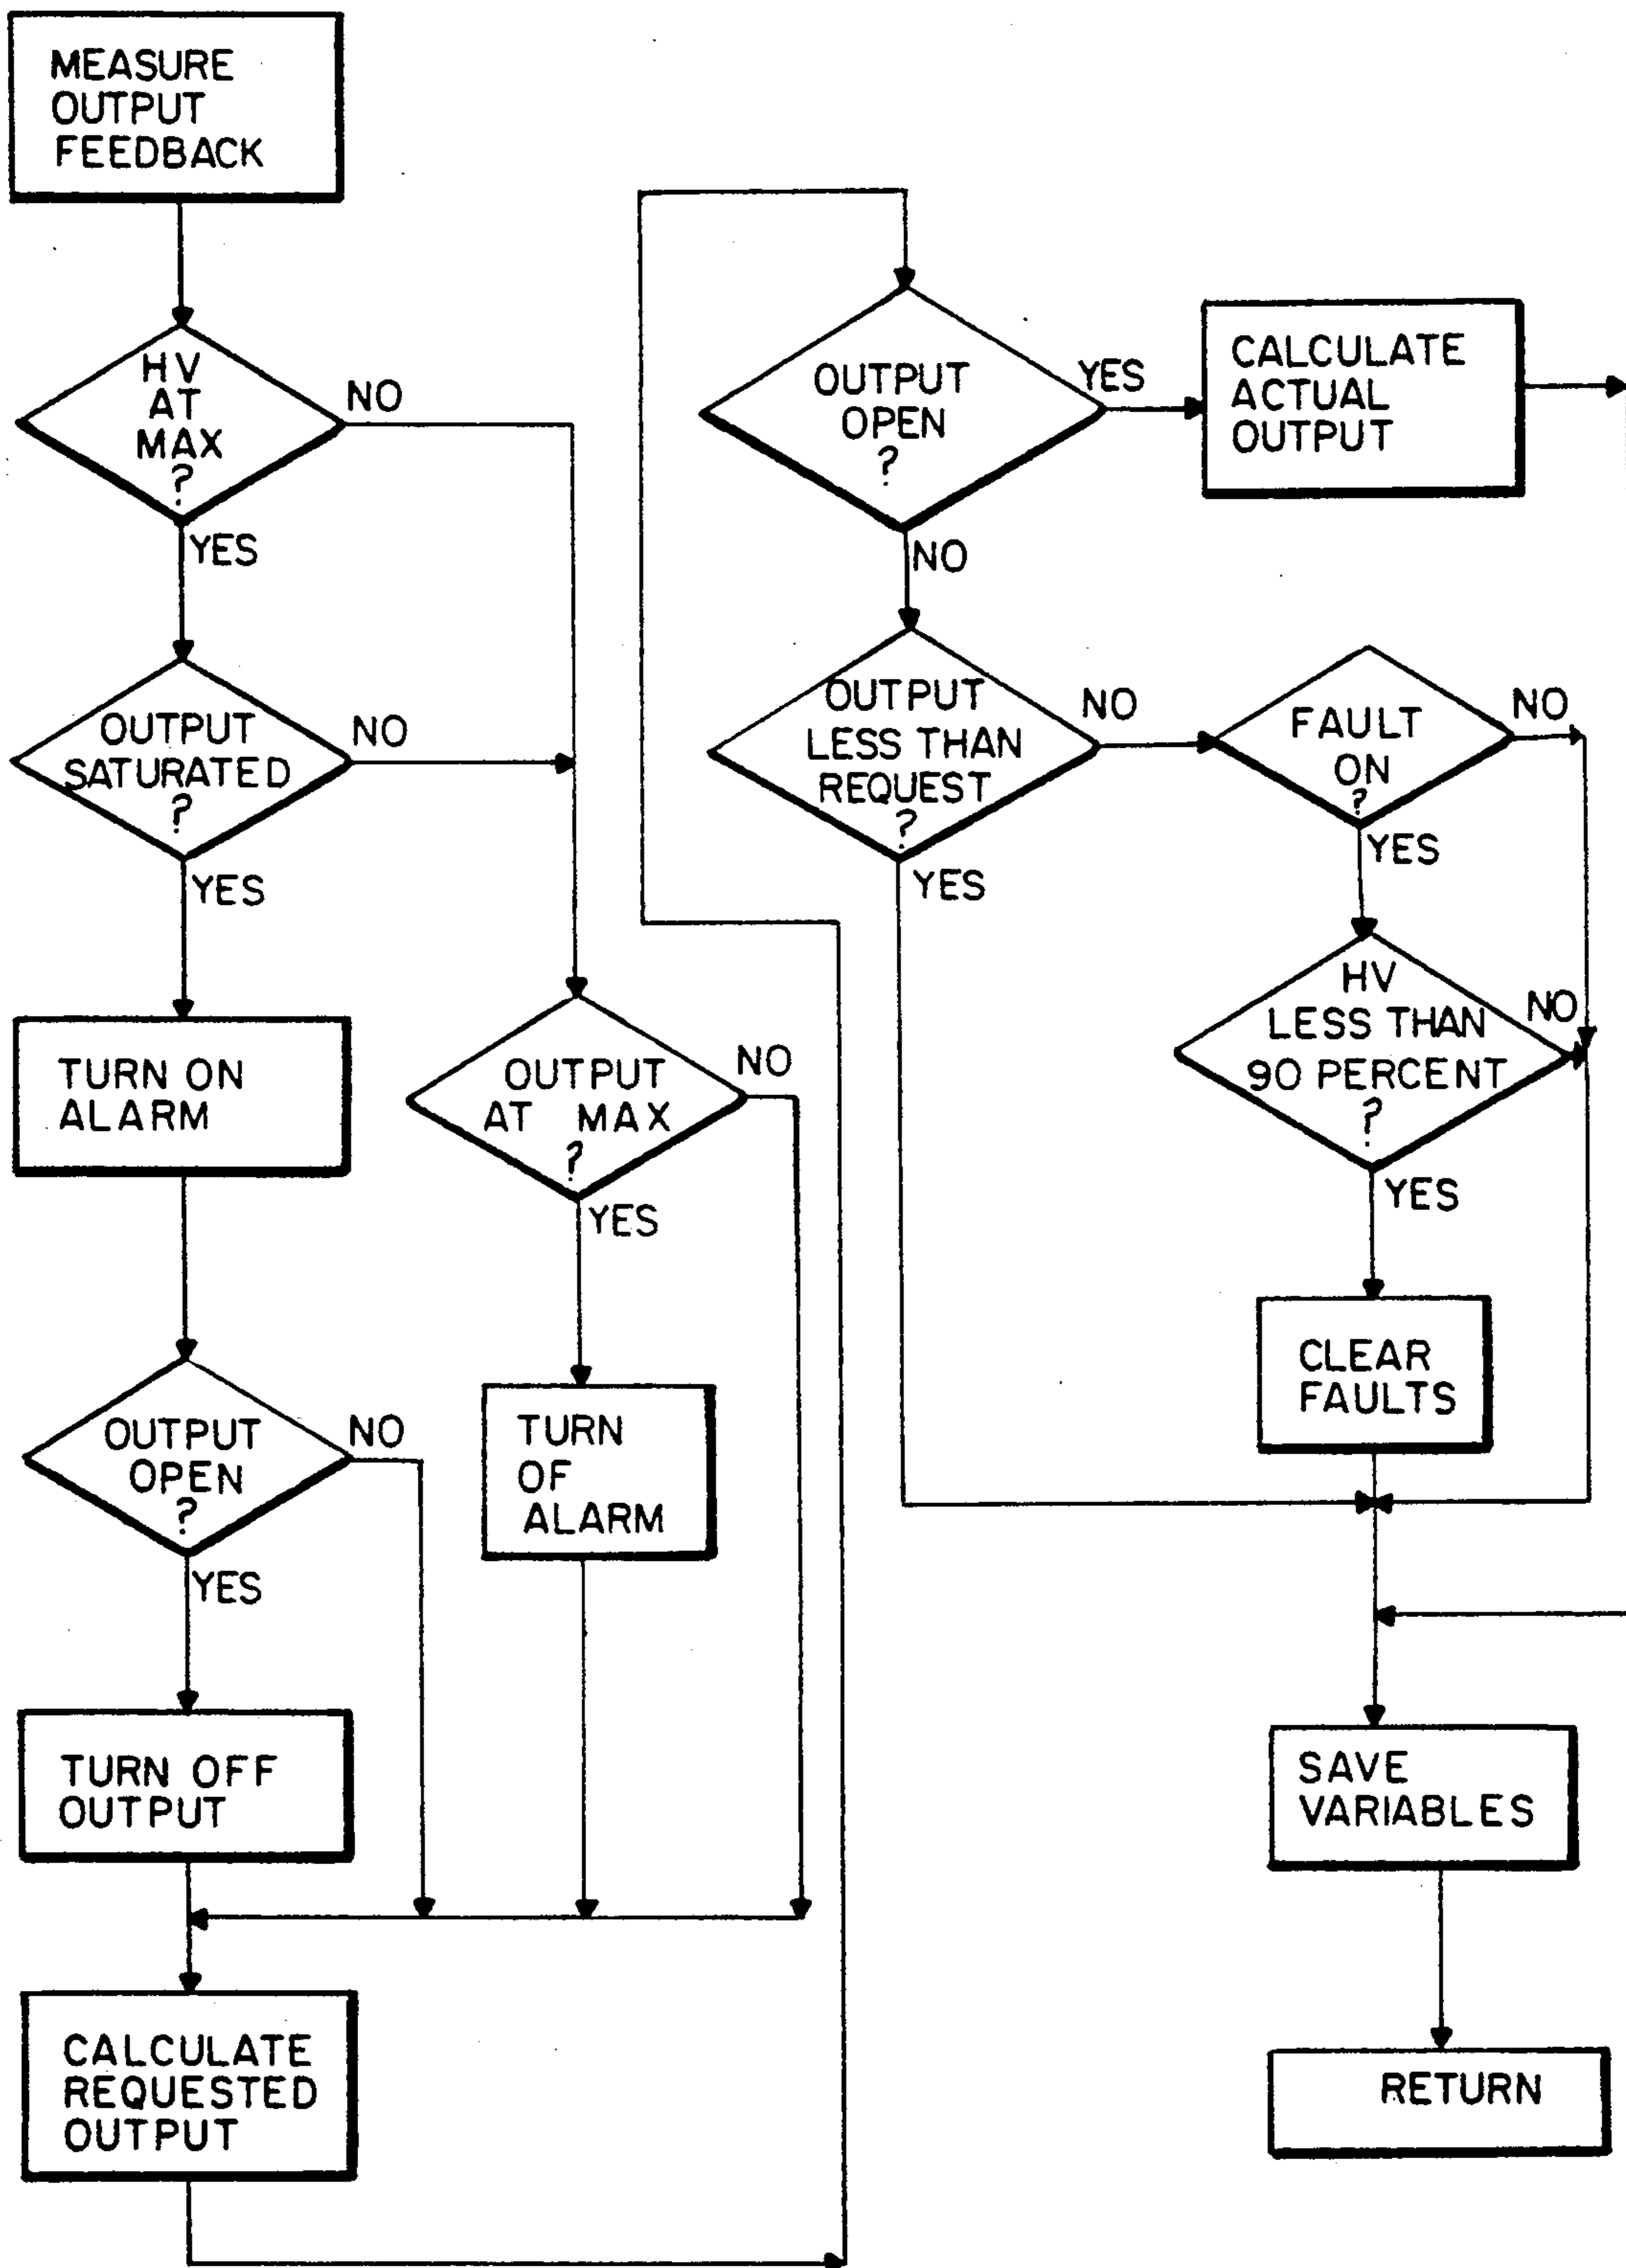 MEASURE
OUTPUT
FEEDBACK
HV
AT
MAX
?
NO
YES
OUTPUT
SATURATED
?
NO
YES
TURN ON
ALARM
OUTPUT
OPEN
?
NO
YES
TURN OFF
OUTPUT
CALCULATE
REQUESTED
OUTPUT
OUTPUT
AT MAX
?
NO
YES
TURN
OF
ALARM
OUTPUT
OPEN
?
YES
NO
CALCULATE
ACTUAL
OUTPUT
OUTPUT
LESS THAN
REQUEST
?
NO
YES
FAULT
ON
?
NO
YES
HV
LESS THAN
90 PERCENT
?
NO
YES
CLEAR
FAULTS
SAVE
VARIABLES
RETURN